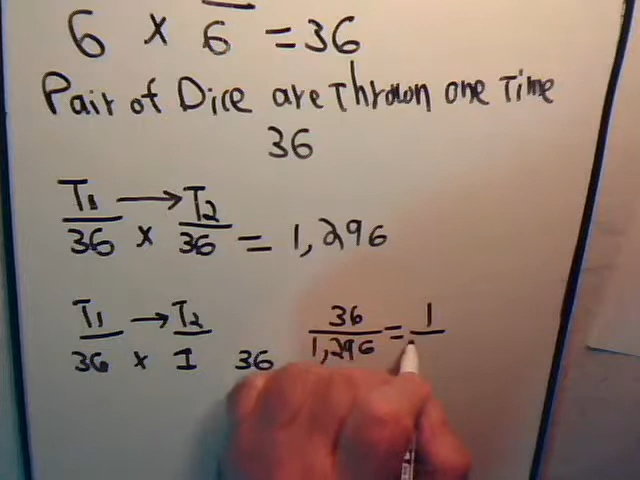 6 x 6 = 36
Pair of Dice are Thrown one Time
36
T1 → T2
36 x 36 = 1,296
T1 → T2 36 = 1
36 x 1 36 1,296